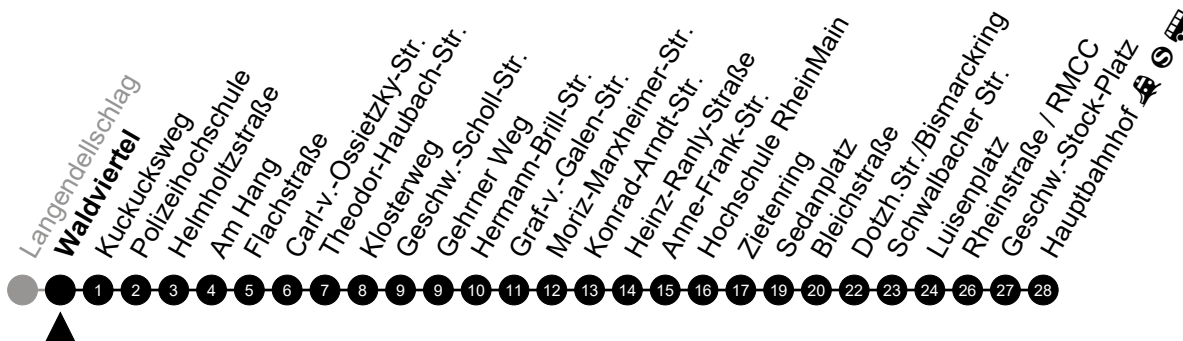 Langendellschlag
Waldviertel
Kuckucksweg
Polizeihochschule
Helmholtzstraße
Am Hang
Flachstraße
Carl-v.-Ossietzky-Str.
Theodor-Haubach-Str.
Klosterweg
Geschw.-Scholl-Str.
Gehrner Weg
Hermann-Brill-Str.
Graf-v.-Galen-Str.
Moriz-Marxheimer-Str.
Konrad-Arndt-Str.
Heinz-Ranly-Straße
Anne-Frank-Str.
Hochschule RheinMain
Zietenring
Sedanplatz
Bleichstraße
Dotzh.Str./Bismarckring
Schwalbacher Str.
Luisenplatz
Rheinstraße / RMCC
Geschw.-Stock-Platz
Hauptbahnhof S
1 2 3 4 5 6 7 8 9 9 10 11 12 13 14 15 16 17 19 20 22 23 24 26 27 28